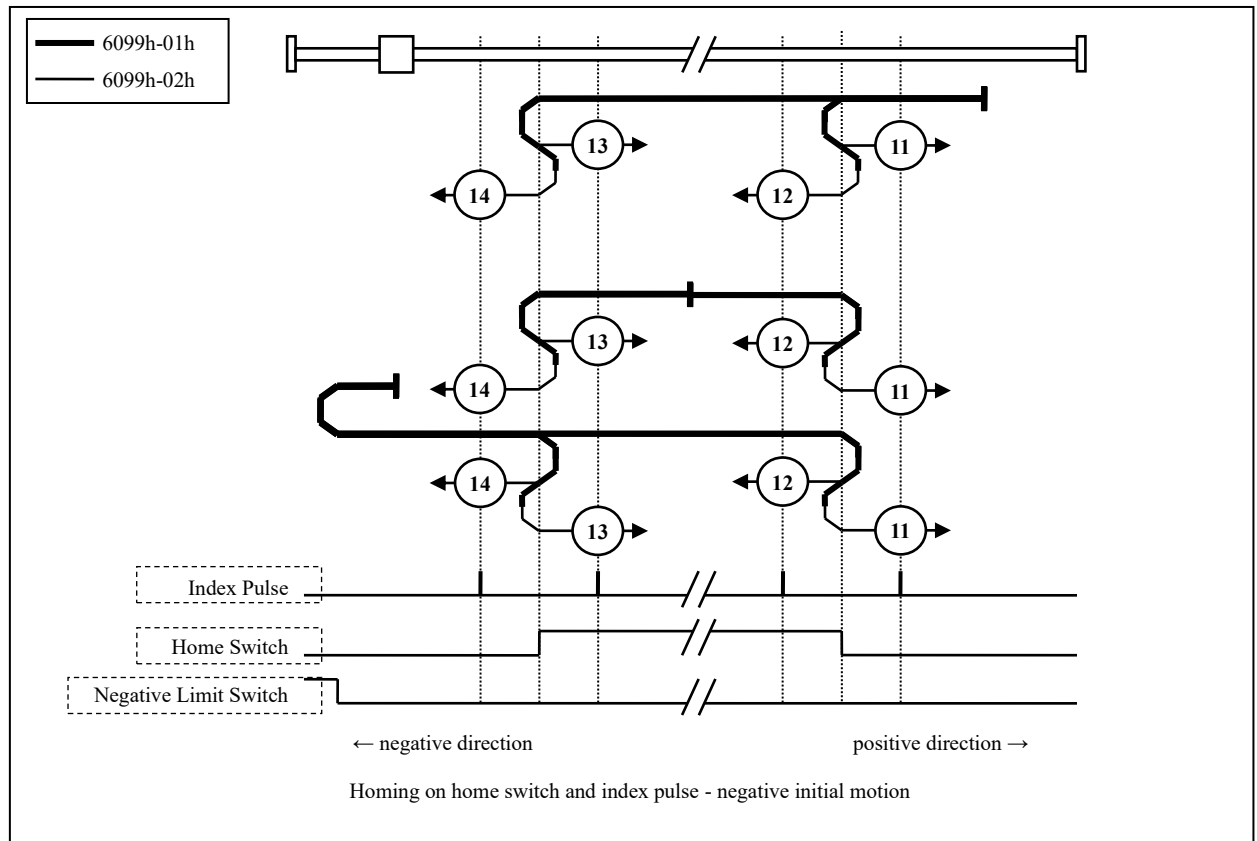 6099h-01h
6099h-02h
13
11
14
12
13
12
14
11
14
12
13
11
Index Pulse
Home Switch
Negative Limit Switch
← negative direction
positive direction →
Homing on home switch and index pulse - negative initial motion